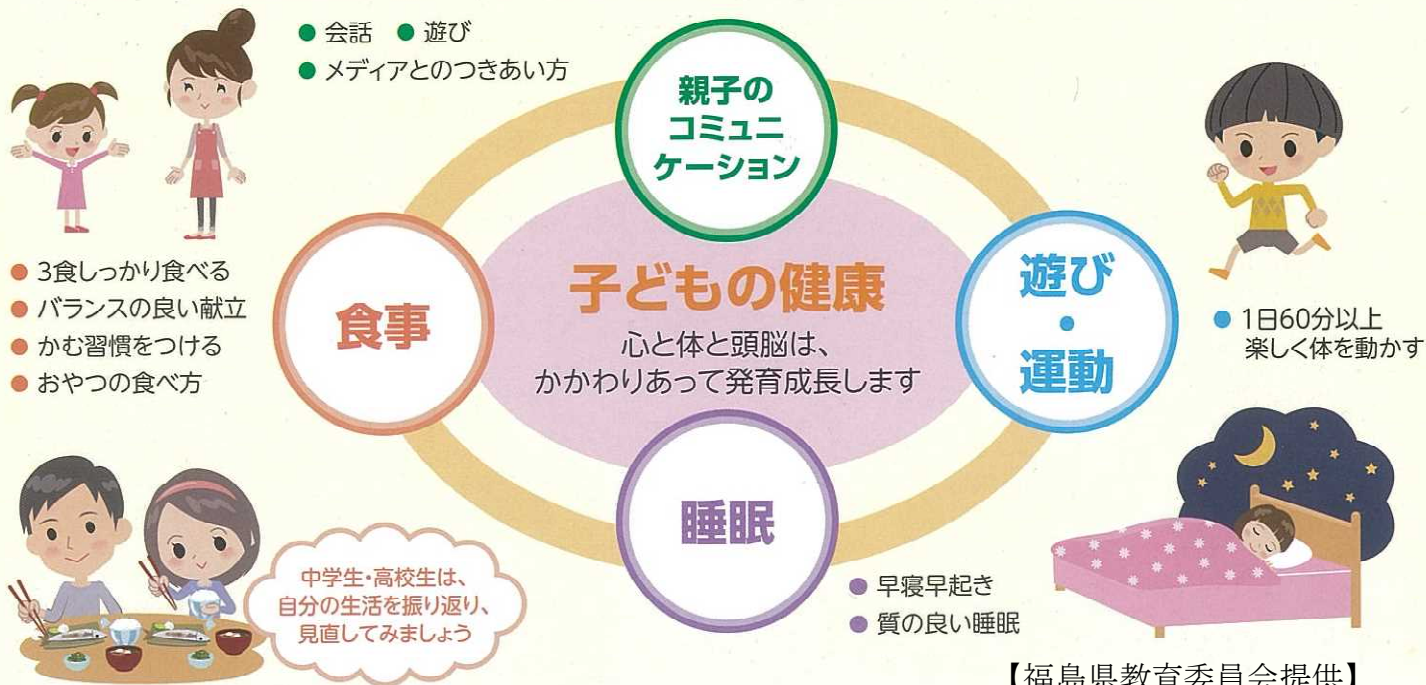 ● 会話 ● 遊び
● メディアとのつきあい方
親子の
コミュニ
ケーション
● 3食しっかり食べる
● バランスの良い献立
● かむ習慣をつける
● おやつの食べ方
食事
子どもの健康
心と体と頭脳は、
かかわりあって発育成長します
遊び
・
運動
● 1日60分以上
楽しく体を動かす
睡眠
● 早寝早起き
● 質の良い睡眠
中学生・高校生は、
自分の生活を振り返り、
見直してみましょう
【福島県教育委員会提供】